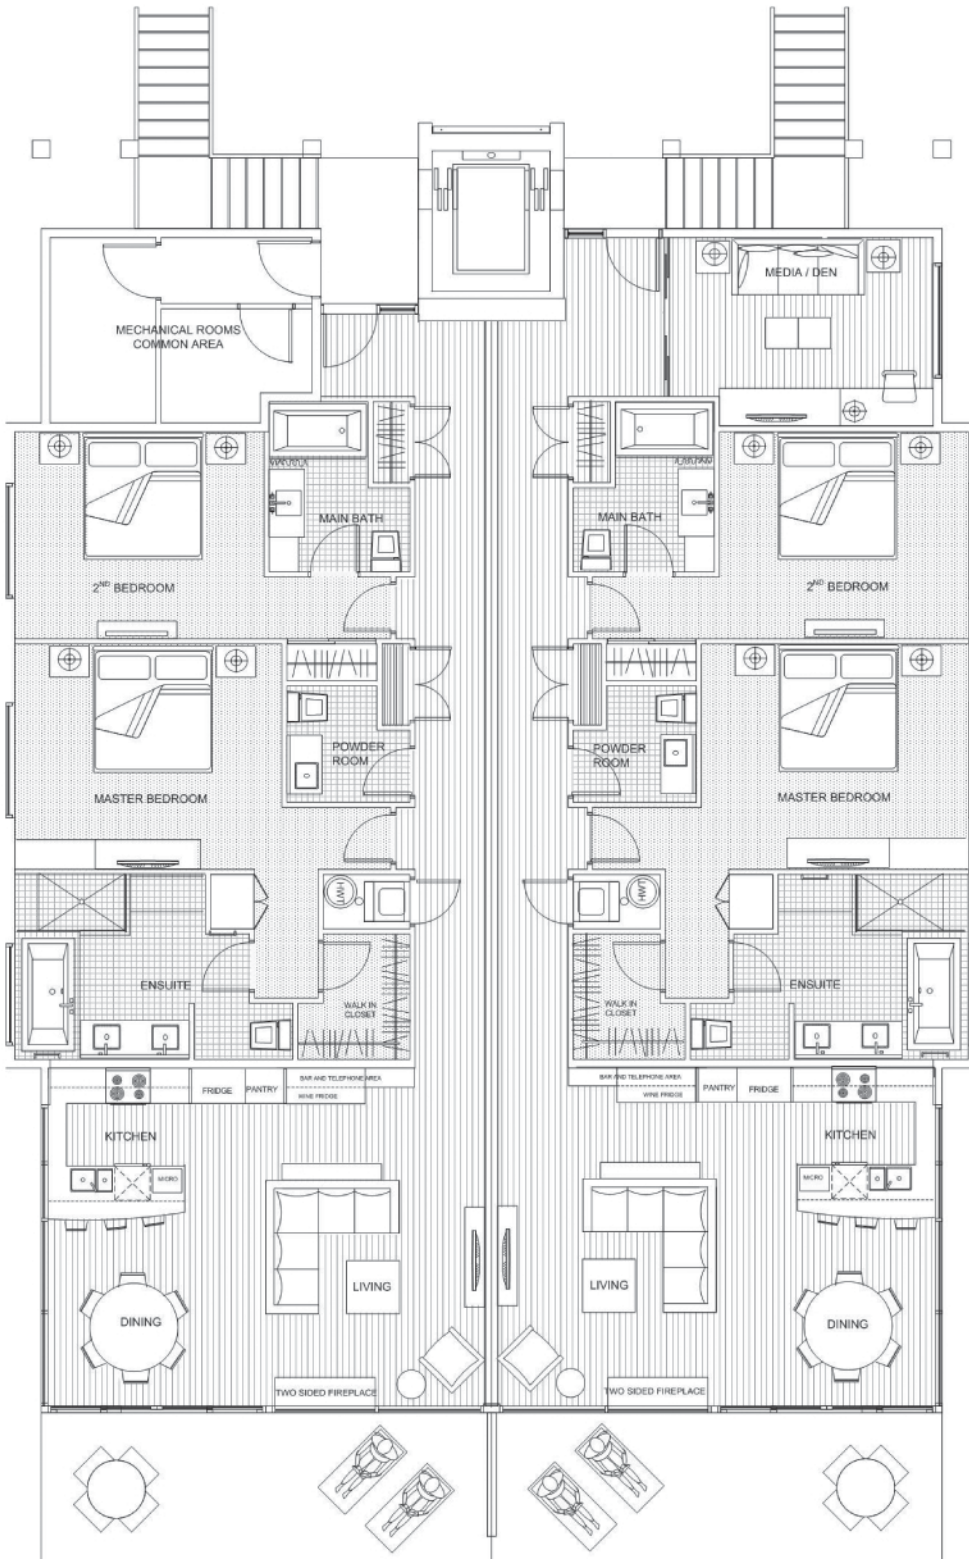 MEDIA / DEN
MECHANICAL ROOMS
COMMON AREA
MAIN BATH
MAIN BATH
2ND BEDROOM
2ND BEDROOM
POWDER
ROOM
POWDER
ROOM
MASTER BEDROOM
MASTER BEDROOM
HWT
HWT
ENSUITE
WALK IN
CLOSET
WALK IN
CLOSET
ENSUITE
FRIDGE
PANTRY
BAR AND TELEPHONE AREA
WINE FRIDGE
BAR AND TELEPHONE AREA
WINE FRIDGE
PANTRY
FRIDGE
KITCHEN
KITCHEN
MICRO
MICRO
LIVING
LIVING
DINING
DINING
TWO SIDED FIREPLACE
TWO SIDED FIREPLACE